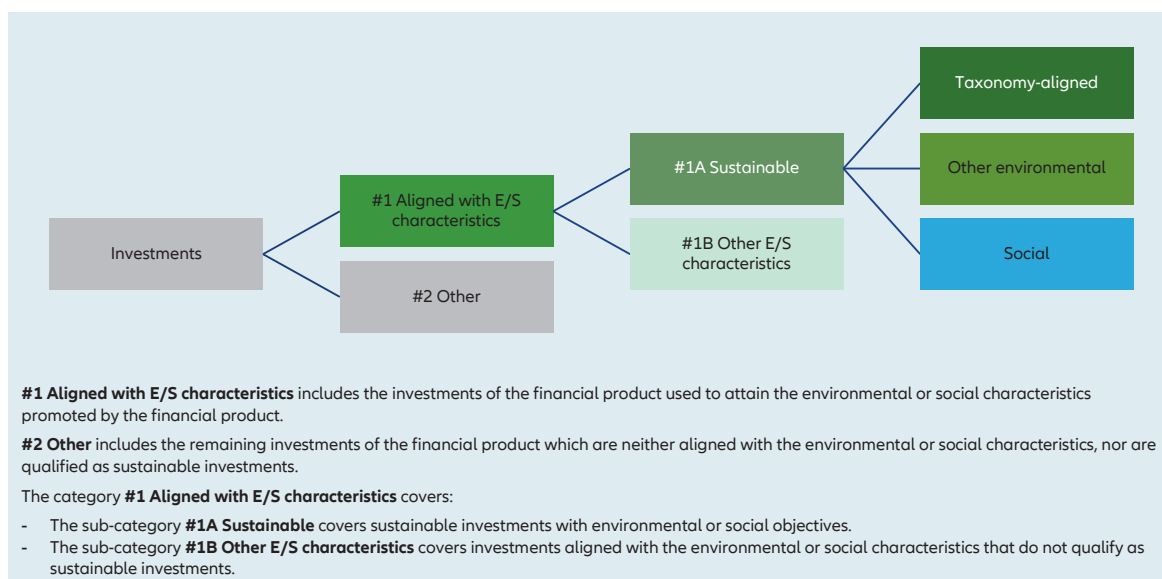 Taxonomy-aligned
#1A Sustainable
Other environmental
#1 Aligned with E/S
characteristics
#1B Other E/S
characteristics
Investments
Social
#2 Other
#1 Aligned with E/S characteristics includes the investments of the financial product used to attain the environmental or social characteristics
promoted by the financial product.
#2 Other includes the remaining investments of the financial product which are neither aligned with the environmental or social characteristics, nor are
qualified as sustainable investments.
The category #1 Aligned with E/S characteristics covers:
- The sub-category #1A Sustainable covers sustainable investments with environmental or social objectives.
- The sub-category #1B Other E/S characteristics covers investments aligned with the environmental or social characteristics that do not qualify as
sustainable investments.